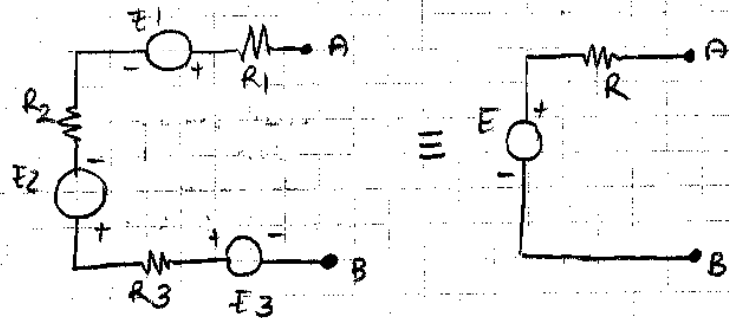 E1
- + R1 A
R2
-
E2
+
+ -
R3 E3 B
≡
R A
E +
-
B